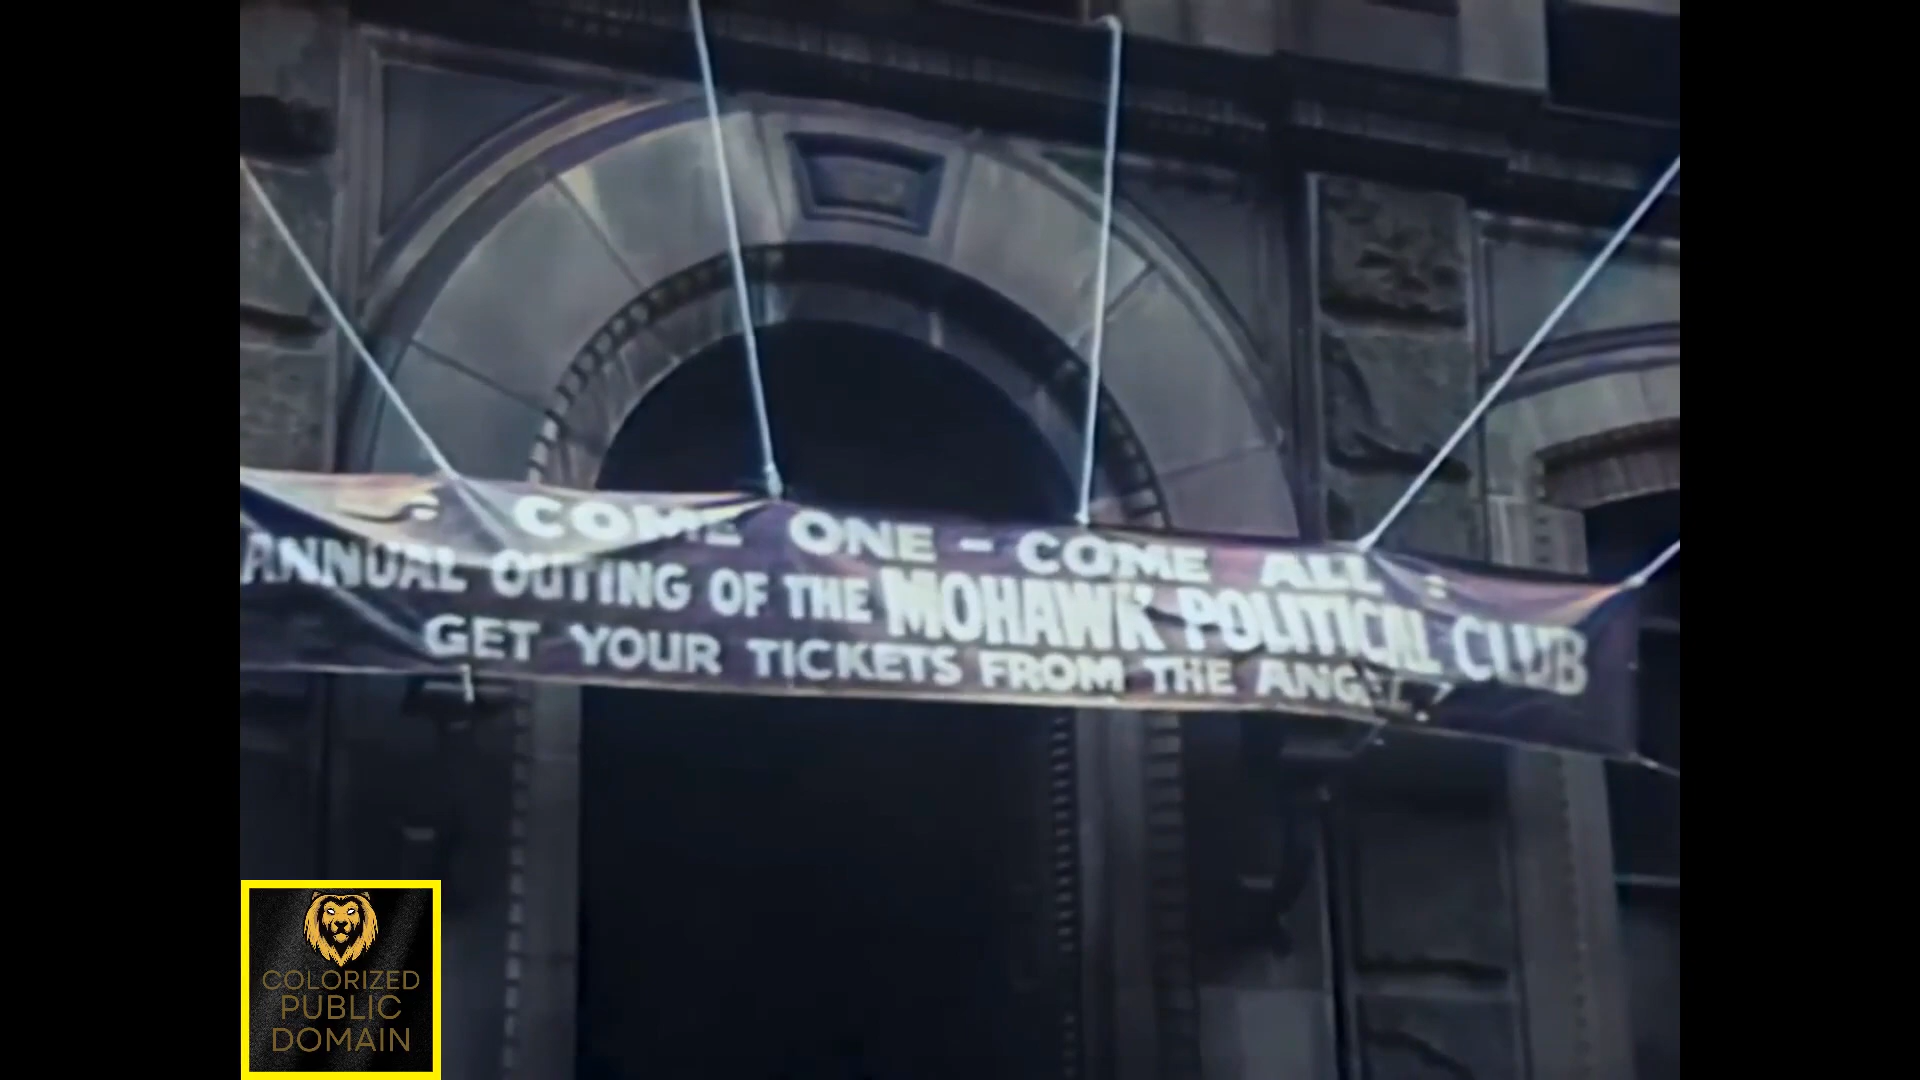 : COME ONE - COME ALL :
ANNUAL OUTING OF THE MOHAWK POLITICAL CLUB
GET YOUR TICKETS FROM THE ANGEL
COLORIZED
PUBLIC
DOMAIN